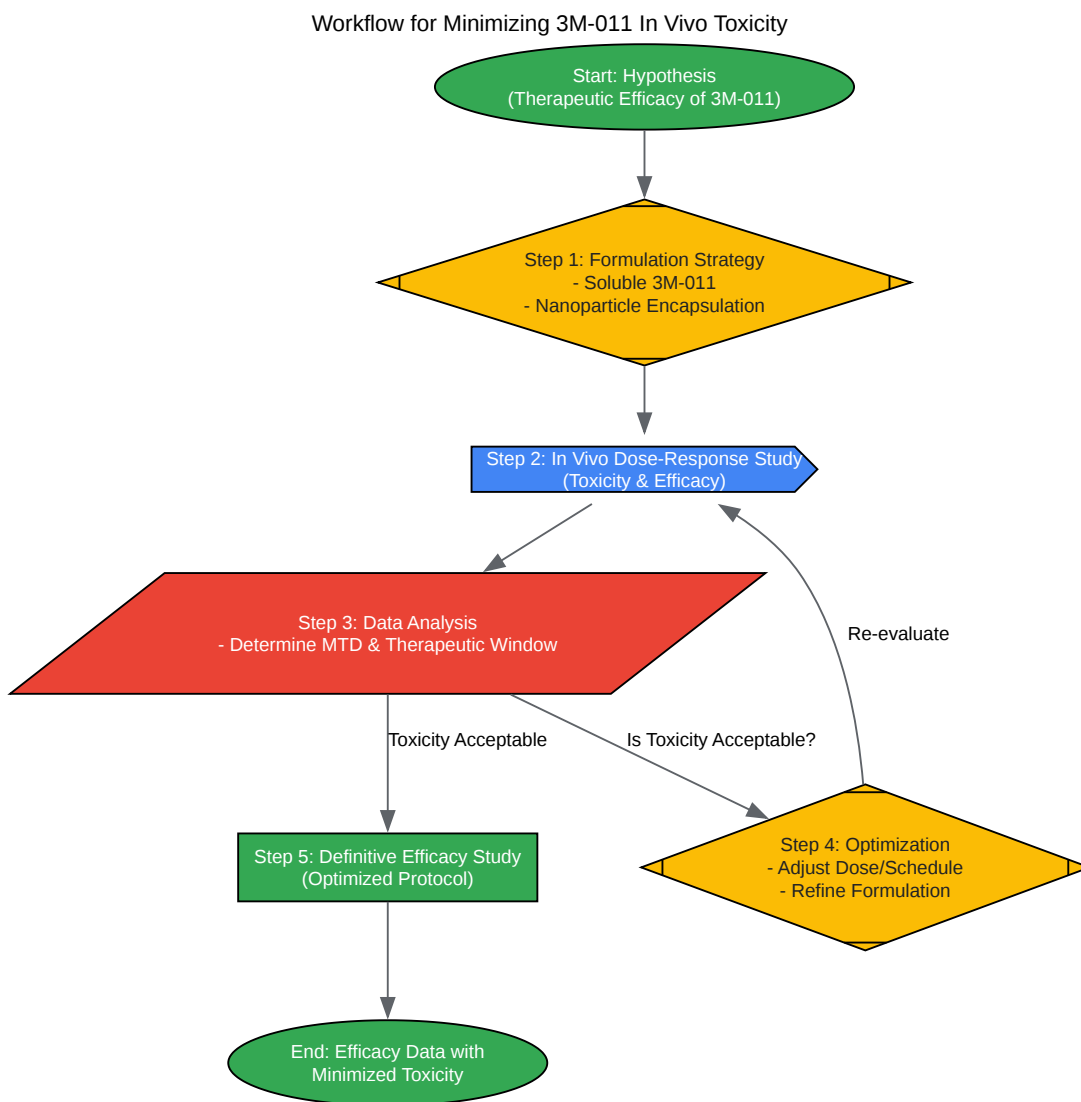 Workflow for Minimizing 3M-011 In Vivo Toxicity
Start: Hypothesis
(Therapeutic Efficacy of 3M-011)
Step 1: Formulation Strategy
- Soluble 3M-011
- Nanoparticle Encapsulation
Step 2: In Vivo Dose-Response Study
(Toxicity & Efficacy)
Step 3: Data Analysis
- Determine MTD & Therapeutic Window
Re-evaluate
Toxicity Acceptable
Is Toxicity Acceptable?
Step 4: Optimization
- Adjust Dose/Schedule
- Refine Formulation
Step 5: Definitive Efficacy Study
(Optimized Protocol)
End: Efficacy Data with
Minimized Toxicity